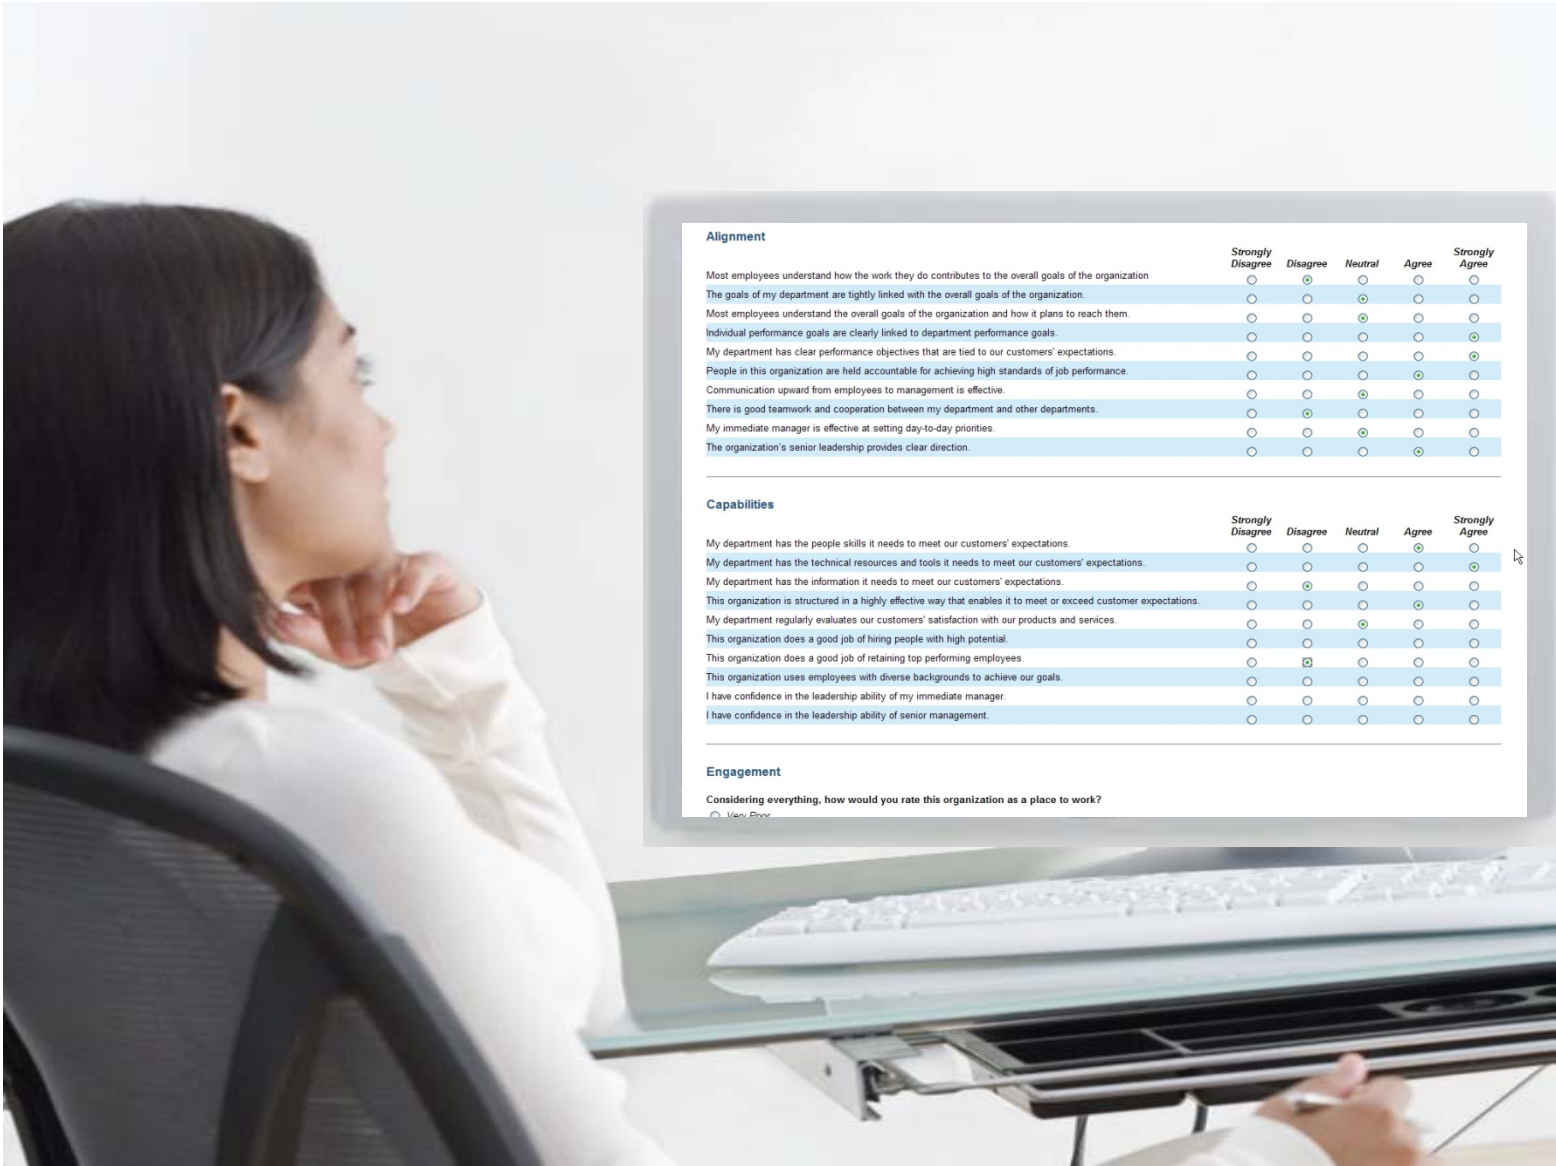 Alignment
Strongly Disagree Disagree Neutral Agree Strongly Agree
Most employees understand how the work they do contributes to the overall goals of the organization
The goals of my department are tightly linked with the overall goals of the organization.
Most employees understand the overall goals of the organization and how it plans to reach them.
Individual performance goals are clearly linked to department performance goals.
My department has clear performance objectives that are tied to our customers' expectations.
People in this organization are held accountable for achieving high standards of job performance.
Communication upward from employees to management is effective.
There is good teamwork and cooperation between my department and other departments.
My immediate manager is effective at setting day-to-day priorities.
The organization's senior leadership provides clear direction.
Capabilities
Strongly Disagree Disagree Neutral Agree Strongly Agree
My department has the people skills it needs to meet our customers' expectations.
My department has the technical resources and tools it needs to meet our customers' expectations.
My department has the information it needs to meet our customers' expectations.
This organization is structured in a highly effective way that enables it to meet or exceed customer expectations.
My department regularly evaluates our customers' satisfaction with our products and services.
This organization does a good job of hiring people with high potential.
This organization does a good job of retaining top performing employees.
This organization uses employees with diverse backgrounds to achieve our goals.
I have confidence in the leadership ability of my immediate manager.
I have confidence in the leadership ability of senior management.
Engagement
Considering everything, how would you rate this organization as a place to work?
Very Poor